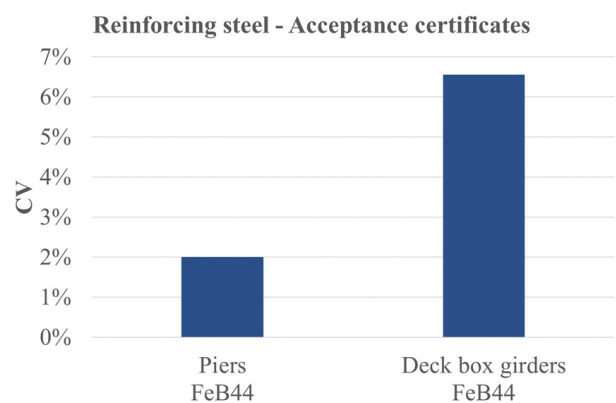 Reinforcing steel - Acceptance certificates
7%
6%
5%
4%
3%
2%
1%
0%
CV
Piers
FeB44
Deck box girders
FeB44